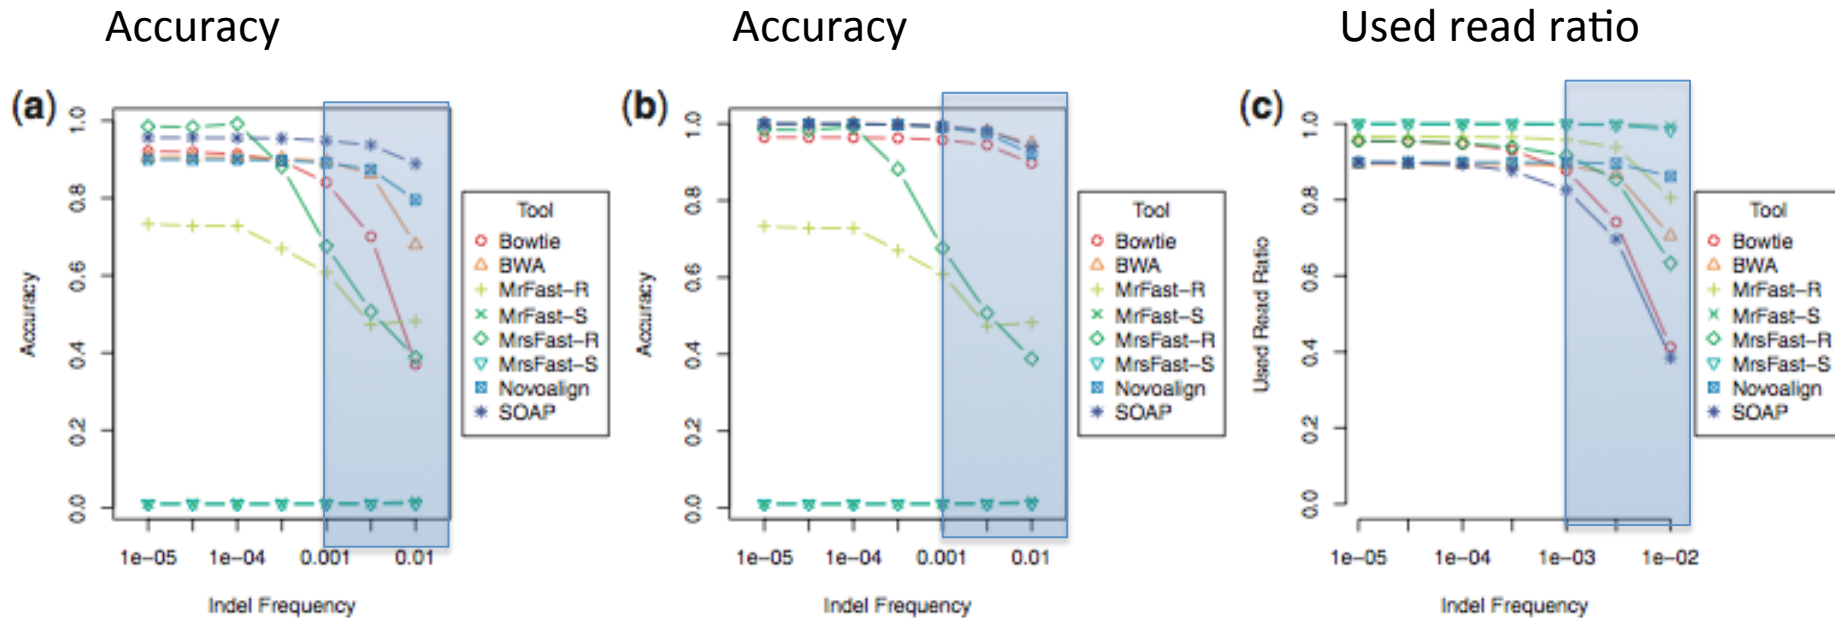 Accuracy
Accuracy
Used read ratio
(a)
Accuracy
0.0
0.2
0.4
0.6
0.8
1.0
1e−05
1e−04
0.001
0.01
Indel Frequency
Tool
Bowtie
BWA
MrFast−R
MrFast−S
MrsFast−R
MrsFast−S
Novoalign
SOAP
(b)
Accuracy
0.0
0.2
0.4
0.6
0.8
1.0
1e−05
1e−04
0.001
0.01
Indel Frequency
Tool
Bowtie
BWA
MrFast−R
MrFast−S
MrsFast−R
MrsFast−S
Novoalign
SOAP
(c)
Used Read Ratio
0.0
0.2
0.4
0.6
0.8
1.0
1e−05
1e−04
1e−03
1e−02
Indel Frequency
Tool
Bowtie
BWA
MrFast−R
MrFast−S
MrsFast−R
MrsFast−S
Novoalign
SOAP